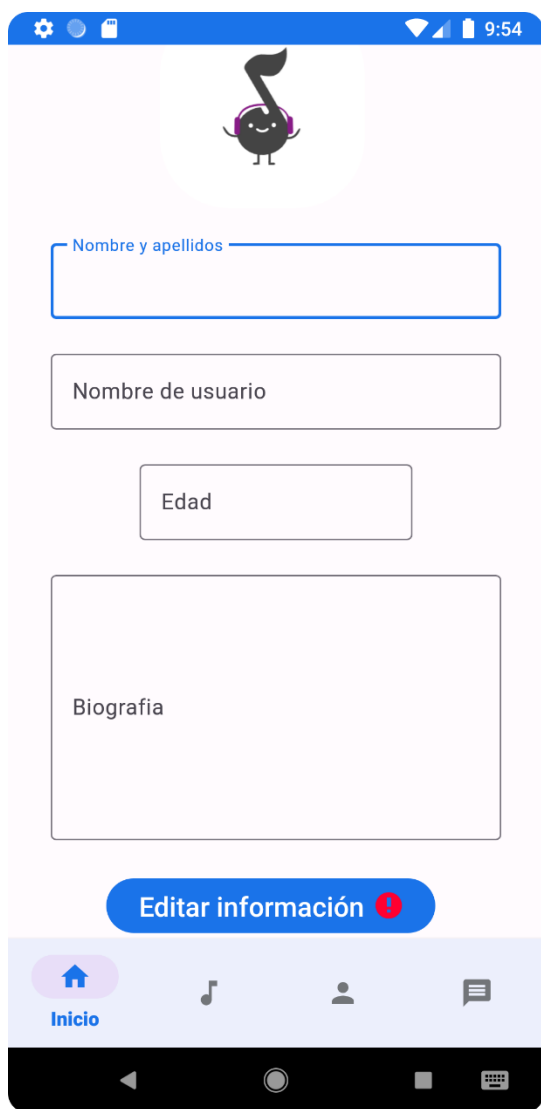 9:54
Nombre y apellidos
Nombre de usuario
Edad
Biografia
Editar información
Inicio